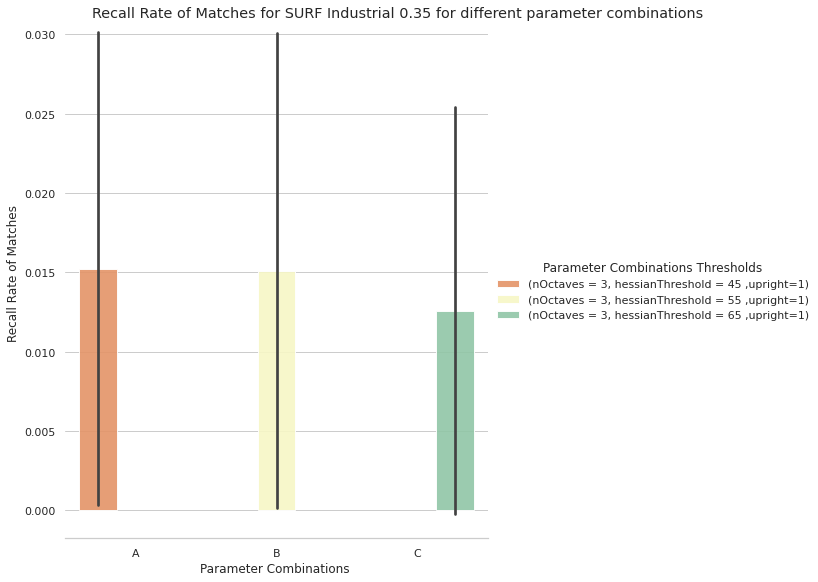 Recall Rate of Matches for SURF Industrial 0.35 for different parameter combinations
0.030
0.025
0.020
0.015
0.010
0.005
0.000
Recall Rate of Matches
A
B
C
Parameter Combinations
Parameter Combinations Thresholds
(nOctaves = 3, hessianThreshold = 45 ,upright=1)
(nOctaves = 3, hessianThreshold = 55 ,upright=1)
(nOctaves = 3, hessianThreshold = 65 ,upright=1)